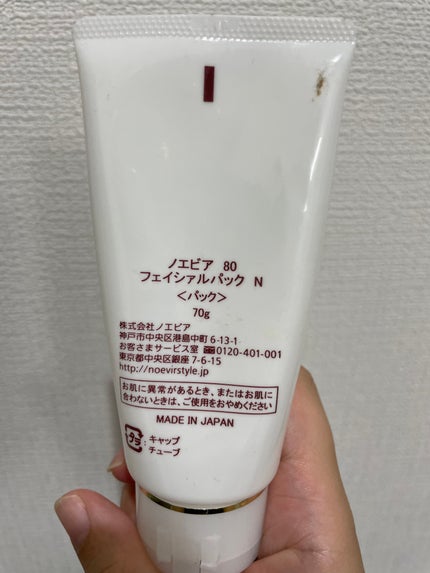 ノエビア 80
フェイシァルパック N
<パック>
70g
株式会社ノエビア
神戸市中央区港島中町6-13-1
お客さまサービス室 0120-401-001
東京都中央区銀座7-6-15
http://noevirstyle.jp
お肌に異常があるとき、またはお肌に
合わないときは、ご使用をおやめください
MADE IN JAPAN
プラ キャップ
チューブ